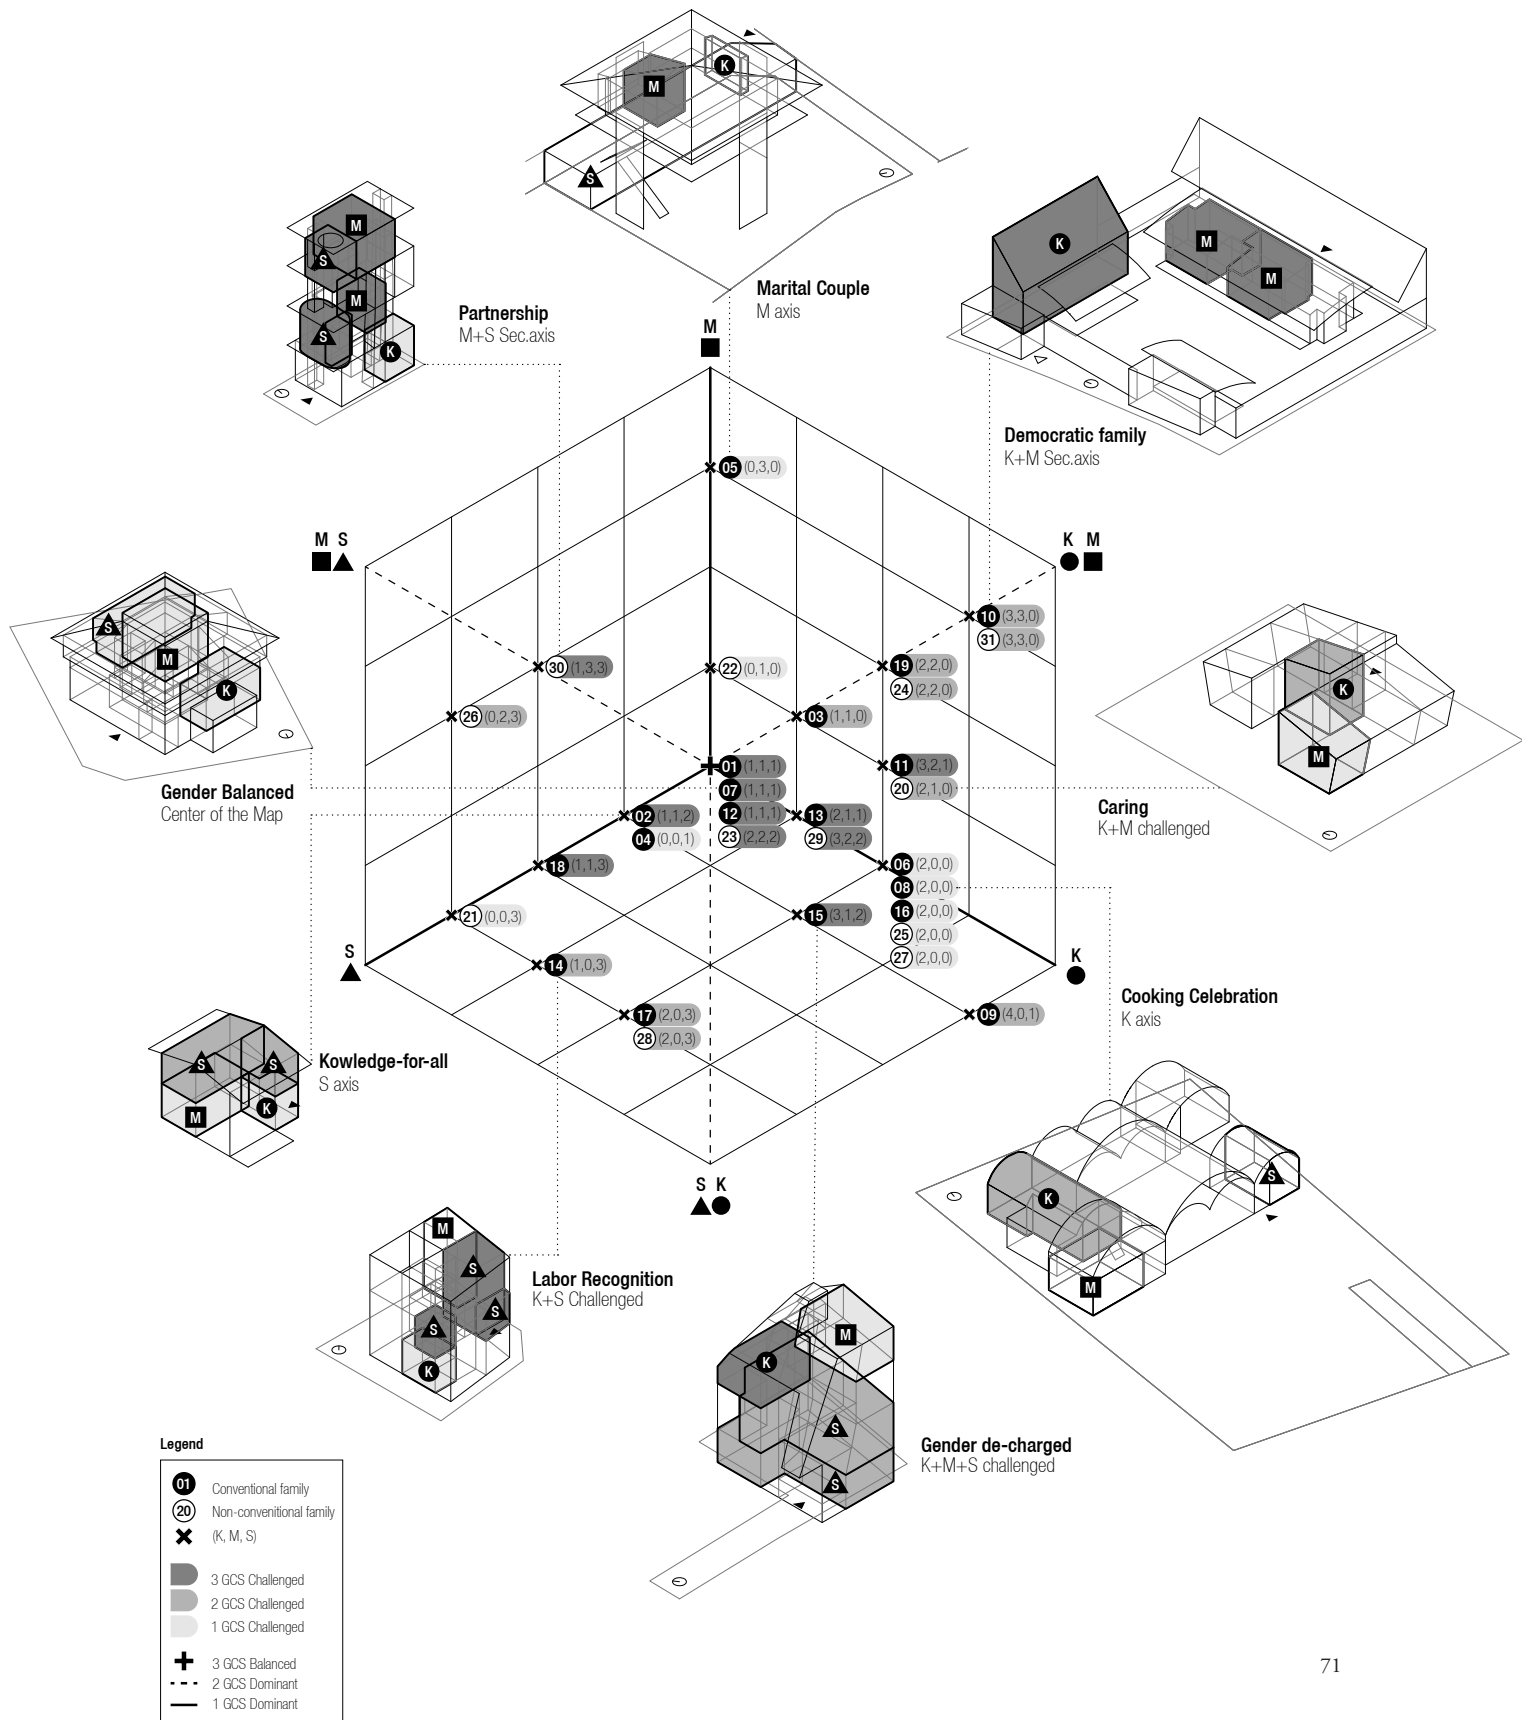 M
K
S
Marital Couple
M axis
M
S
M
S
K
Partnership
M+S Sec.axis
K
M
M
Democratic family
K+M Sec.axis
M
05 (0,3,0)
M S
K M
10 (3,3,0)
31 (3,3,0)
30 (1,3,3)
22 (0,1,0)
19 (2,2,0)
24 (2,2,0)
26 (0,2,3)
03 (1,1,0)
S
M
K
Gender Balanced
Center of the Map
K
M
Caring
K+M challenged
01 (1,1,1)
07 (1,1,1)
12 (1,1,1)
23 (2,2,2)
11 (3,2,1)
20 (2,1,0)
02 (1,1,2)
04 (0,0,1)
13 (2,1,1)
29 (3,2,2)
18 (1,1,3)
06 (2,0,0)
08 (2,0,0)
16 (2,0,0)
25 (2,0,0)
27 (2,0,0)
21 (0,0,3)
15 (3,1,2)
S
K
14 (1,0,3)
17 (2,0,3)
28 (2,0,3)
09 (4,0,1)
S K
S
S
M
K
Kowledge-for-all
S axis
Cooking Celebration
K axis
K
S
M
M
S
S
S
K
Labor Recognition
K+S Challenged
M
K
S
S
Gender de-charged
K+M+S challenged
Legend
01 Conventional family
20 Non-convenitional family
(K, M, S)
3 GCS Challenged
2 GCS Challenged
1 GCS Challenged
3 GCS Balanced
2 GCS Dominant
1 GCS Dominant
71